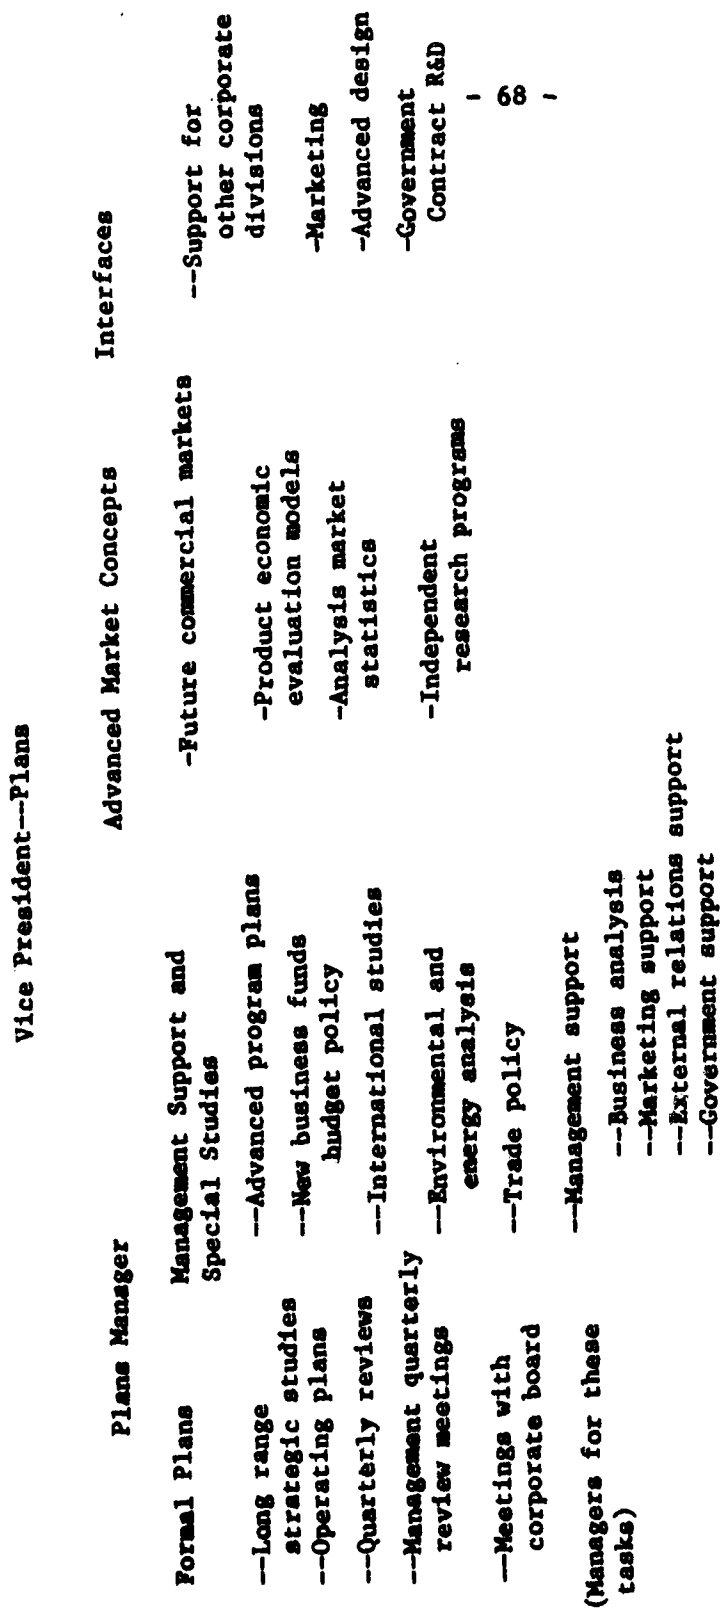 Vice President--Plans
Plans Manager
Formal Plans
--Long range
strategic studies
--Operating plans
--Quarterly reviews
--Management quarterly
review meetings
--Meetings with
corporate board
(Managers for these
tasks)
Management Support and
Special Studies
--Advanced program plans
--New business funds
budget policy
--International studies
--Environmental and
energy analysis
--Trade policy
--Management support
--Business analysis
--Marketing support
--External relations support
--Government support
Advanced Market Concepts
-Future commercial markets
-Product economic
evaluation models
-Analysis market
statistics
-Independent
research programs
Interfaces
--Support for
other corporate
divisions
-Marketing
-Advanced design
-Government
Contract R&D
- 68 -